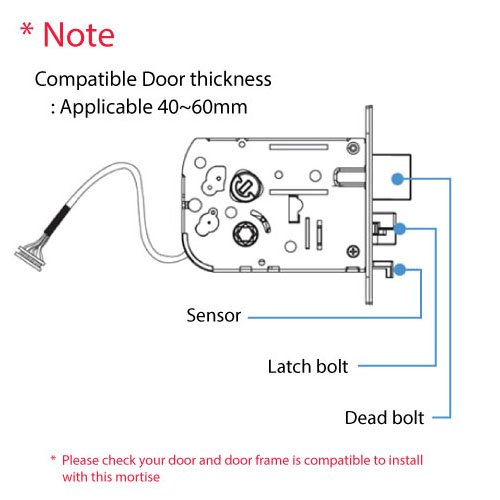 * Note
Compatible Door thickness
: Applicable 40~60mm
Sensor
Latch bolt
Dead bolt
* Please check your door and door frame is compatible to install
with this mortise